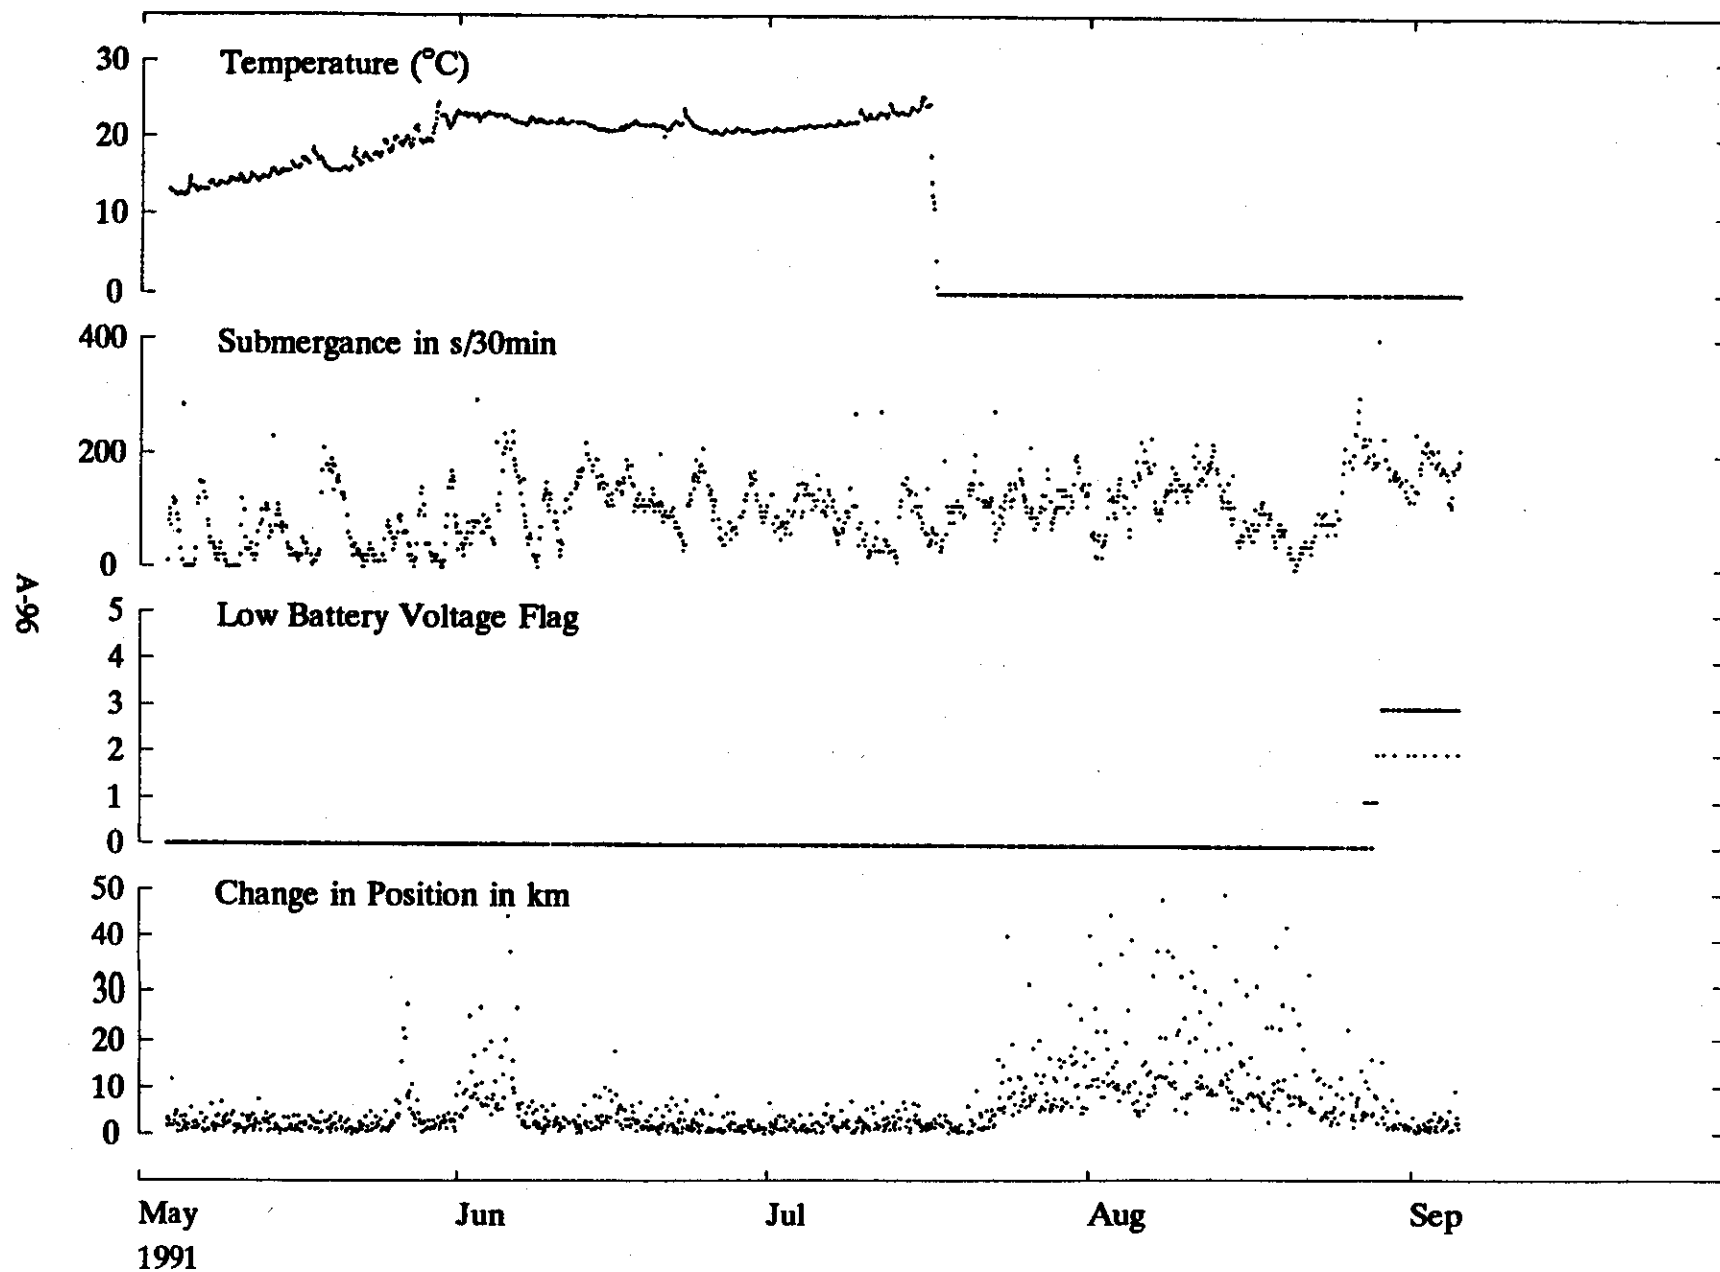 30
Temperature (°C)
20
10
0
400
Submergance in s/30min
200
0
A-96
5
Low Battery Voltage Flag
4
3
2
1
0
50
Change in Position in km
40
30
20
10
0
May
Jun
Jul
Aug
Sep
1991